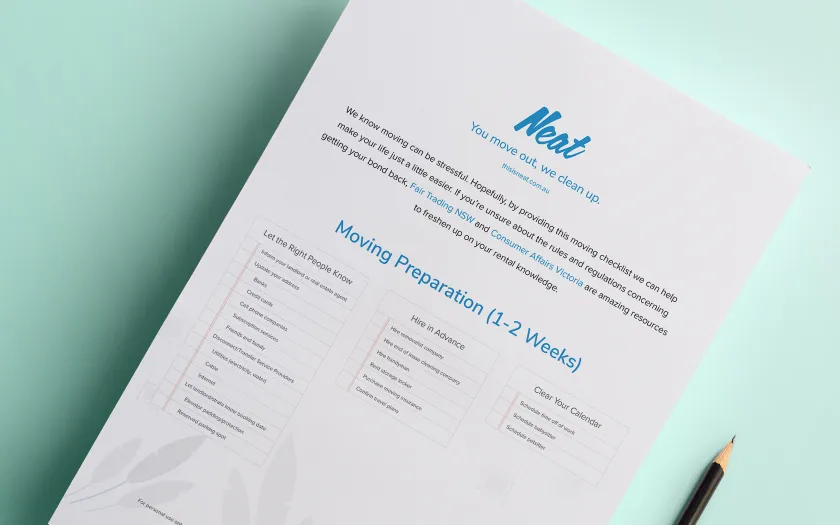 Neat
You move out, we clean up.
thisisneat.com.au
We know moving can be stressful. Hopefully, by providing this moving checklist we can help
make your life just a little easier. If you're unsure about the rules and regulations concerning
getting your bond back, Fair Trading NSW and Consumer Affairs Victoria are amazing resources
to freshen up on your rental knowledge.
Moving Preparation (1-2 Weeks)
Let the Right People Know
Inform your landlord or real estate agent
Update your address
Banks
Credit cards
Cell phone companies
Subscription services
Friends and family
Disconnect/Transfer Service Providers
Utilities (electricity, water)
Cable
Internet
Let landlord/strata know booking date
Elevator padding/protection
Reserved parking spot
Hire in Advance
Hire removalist company
Hire end of lease cleaning company
Hire handyman
Rent storage locker
Purchase moving insurance
Confirm travel plans
Clear Your Calendar
Schedule time off of work
Schedule babysitter
Schedule petsitter
For personal use only